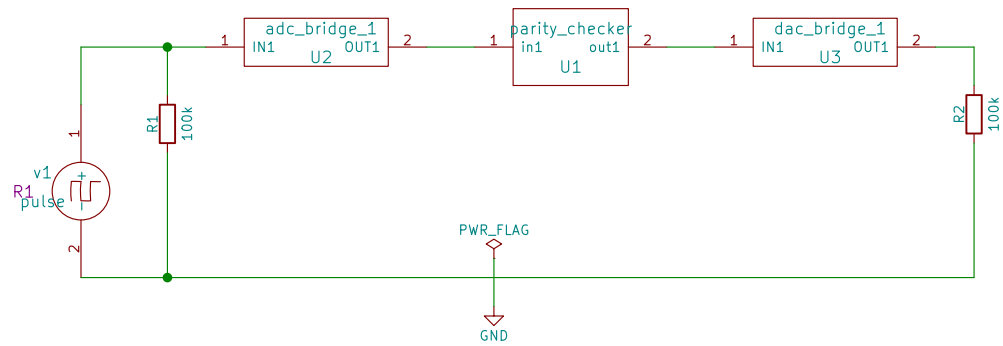 adc_bridge_1
1 IN1 OUT1 2
U2
parity_checker
1 in1 out1 2
U1
dac_bridge_1
1 IN1 OUT1 2
U3
R1
100k
R2
100k
1
v1
+
R1
pulse
-
2
PWR_FLAG
GND